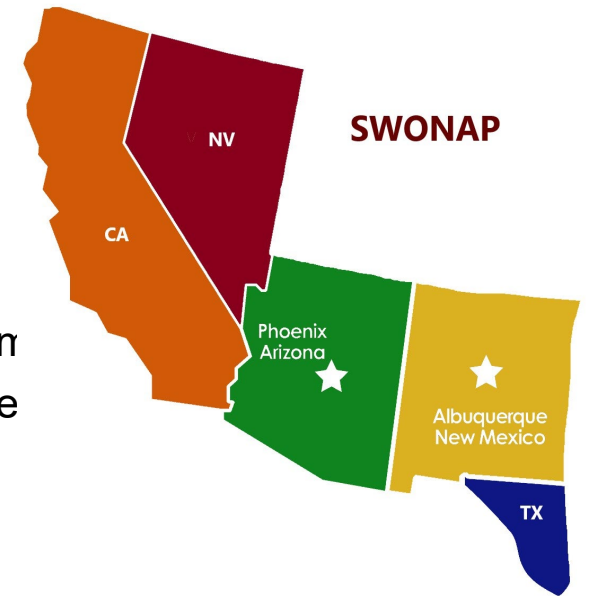 SWONAP
NV
CA
Phoenix
Arizona
Albuquerque
New Mexico
TX